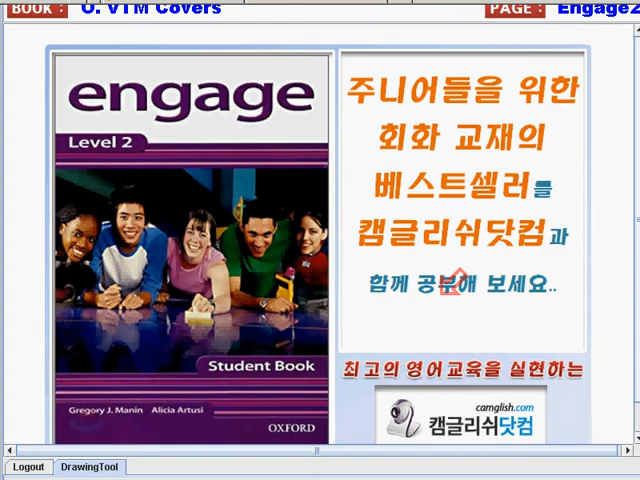 BOOK :
0. VTM Covers
PAGE :
Engage2
engage
Level 2
Student Book
Gregory J. Manin Alicia Artusi
OXFORD
주니어들을 위한
회화 교재의
베스트셀러를
캠글리쉬닷컴과
함께 공부해 보세요..
최고의 영어교육을 실현하는
camglish.com
캠글리쉬닷컴
Logout
DrawingTool